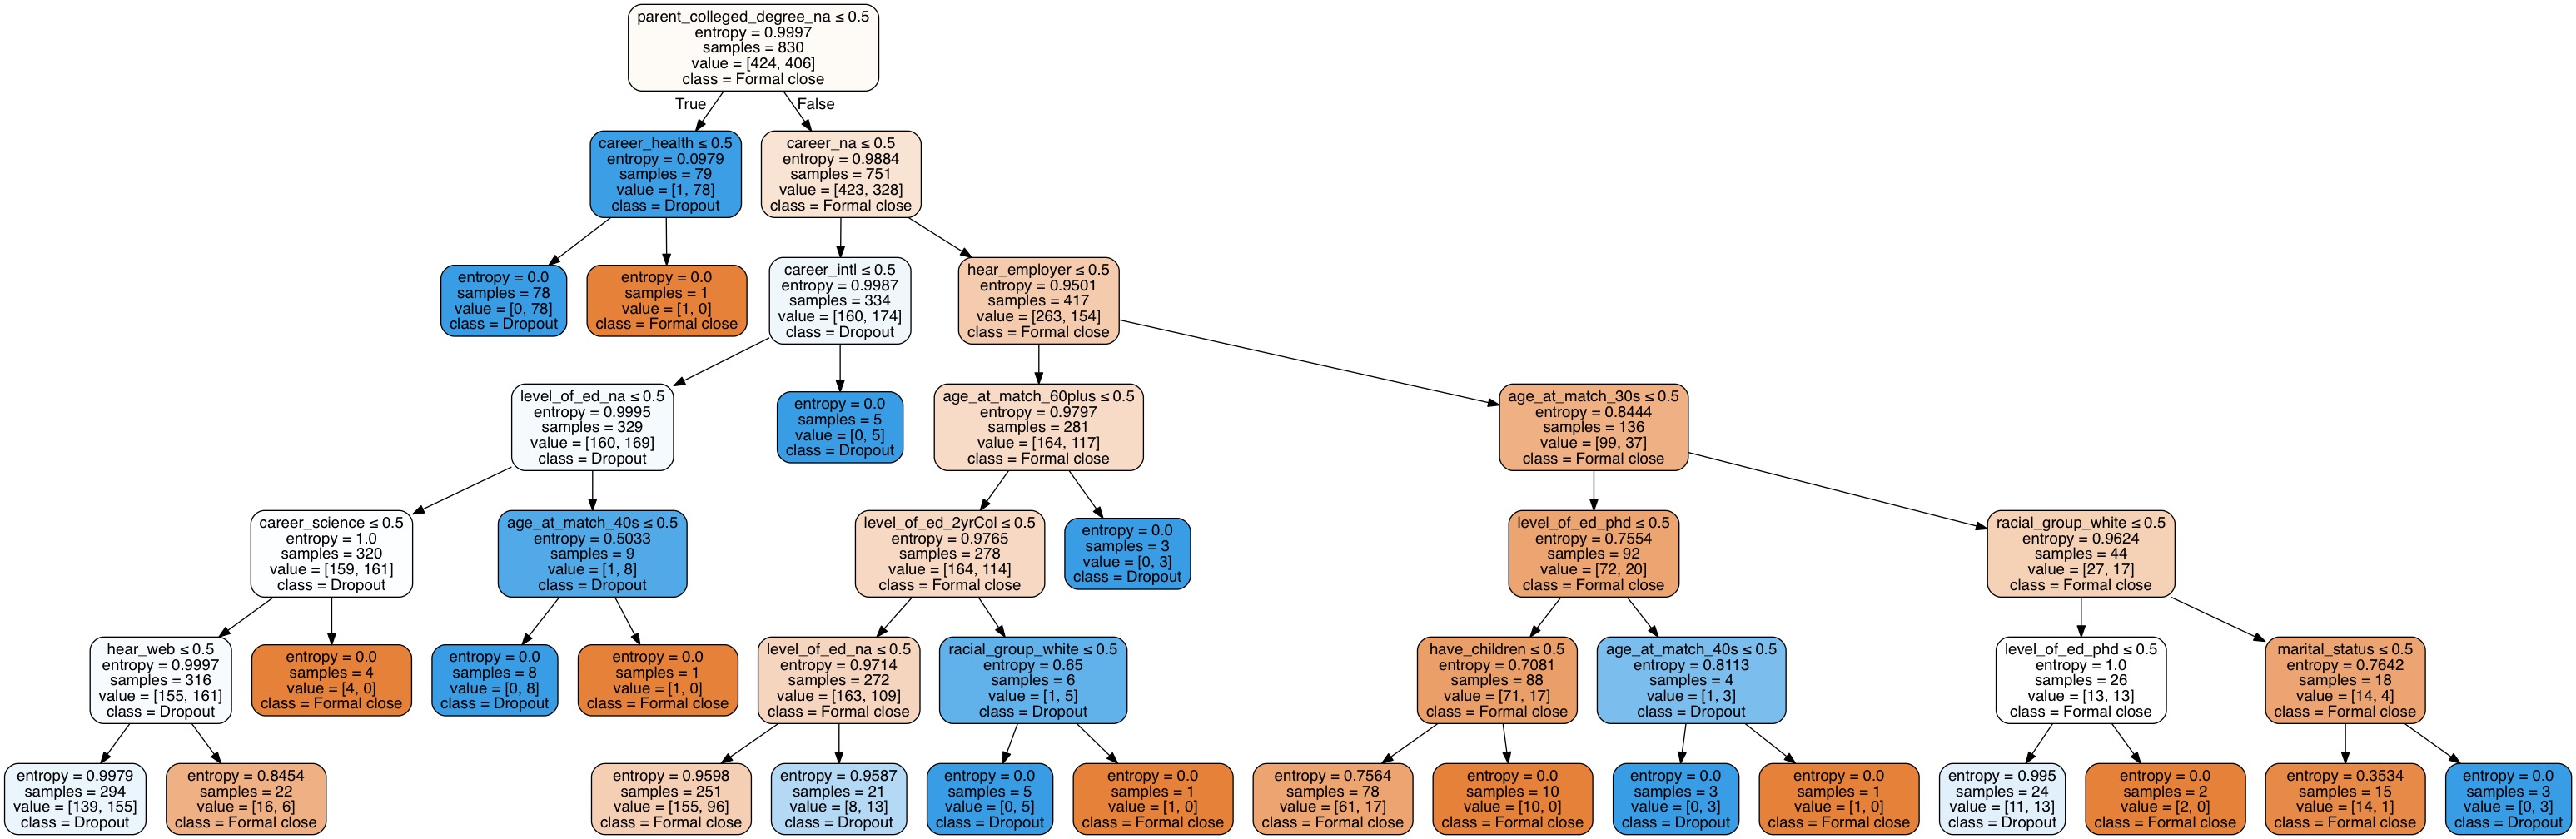 parent_colleged_degree_na ≤ 0.5
entropy = 0.9997
samples = 830
value = [424, 406]
class = Formal close
True
False
career_health ≤ 0.5
entropy = 0.0979
samples = 79
value = [1, 78]
class = Dropout
career_na ≤ 0.5
entropy = 0.9884
samples = 751
value = [423, 328]
class = Formal close
entropy = 0.0
samples = 78
value = [0, 78]
class = Dropout
entropy = 0.0
samples = 1
value = [1, 0]
class = Formal close
career_intl ≤ 0.5
entropy = 0.9987
samples = 334
value = [160, 174]
class = Dropout
hear_employer ≤ 0.5
entropy = 0.9501
samples = 417
value = [263, 154]
class = Formal close
level_of_ed_na ≤ 0.5
entropy = 0.9995
samples = 329
value = [160, 169]
class = Dropout
entropy = 0.0
samples = 5
value = [0, 5]
class = Dropout
age_at_match_60plus ≤ 0.5
entropy = 0.9797
samples = 281
value = [164, 117]
class = Formal close
age_at_match_30s ≤ 0.5
entropy = 0.8444
samples = 136
value = [99, 37]
class = Formal close
career_science ≤ 0.5
entropy = 1.0
samples = 320
value = [159, 161]
class = Dropout
age_at_match_40s ≤ 0.5
entropy = 0.5033
samples = 9
value = [1, 8]
class = Dropout
level_of_ed_2yrCol ≤ 0.5
entropy = 0.9765
samples = 278
value = [164, 114]
class = Formal close
entropy = 0.0
samples = 3
value = [0, 3]
class = Dropout
level_of_ed_phd ≤ 0.5
entropy = 0.7554
samples = 92
value = [72, 20]
class = Formal close
racial_group_white ≤ 0.5
entropy = 0.9624
samples = 44
value = [27, 17]
class = Formal close
hear_web ≤ 0.5
entropy = 0.9997
samples = 316
value = [155, 161]
class = Dropout
entropy = 0.0
samples = 4
value = [4, 0]
class = Formal close
entropy = 0.0
samples = 8
value = [0, 8]
class = Dropout
entropy = 0.0
samples = 1
value = [1, 0]
class = Formal close
level_of_ed_na ≤ 0.5
entropy = 0.9714
samples = 272
value = [163, 109]
class = Formal close
racial_group_white ≤ 0.5
entropy = 0.65
samples = 6
value = [1, 5]
class = Dropout
have_children ≤ 0.5
entropy = 0.7081
samples = 88
value = [71, 17]
class = Formal close
age_at_match_40s ≤ 0.5
entropy = 0.8113
samples = 4
value = [1, 3]
class = Dropout
level_of_ed_phd ≤ 0.5
entropy = 1.0
samples = 26
value = [13, 13]
class = Formal close
marital_status ≤ 0.5
entropy = 0.7642
samples = 18
value = [14, 4]
class = Formal close
entropy = 0.9979
samples = 294
value = [139, 155]
class = Dropout
entropy = 0.8454
samples = 22
value = [16, 6]
class = Formal close
entropy = 0.9598
samples = 251
value = [155, 96]
class = Formal close
entropy = 0.9587
samples = 21
value = [8, 13]
class = Dropout
entropy = 0.0
samples = 5
value = [0, 5]
class = Dropout
entropy = 0.0
samples = 1
value = [1, 0]
class = Formal close
entropy = 0.7564
samples = 78
value = [61, 17]
class = Formal close
entropy = 0.0
samples = 10
value = [10, 0]
class = Formal close
entropy = 0.0
samples = 3
value = [0, 3]
class = Dropout
entropy = 0.0
samples = 1
value = [1, 0]
class = Formal close
entropy = 0.995
samples = 24
value = [11, 13]
class = Dropout
entropy = 0.0
samples = 2
value = [2, 0]
class = Formal close
entropy = 0.3534
samples = 15
value = [14, 1]
class = Formal close
entropy = 0.0
samples = 3
value = [0, 3]
class = Dropout